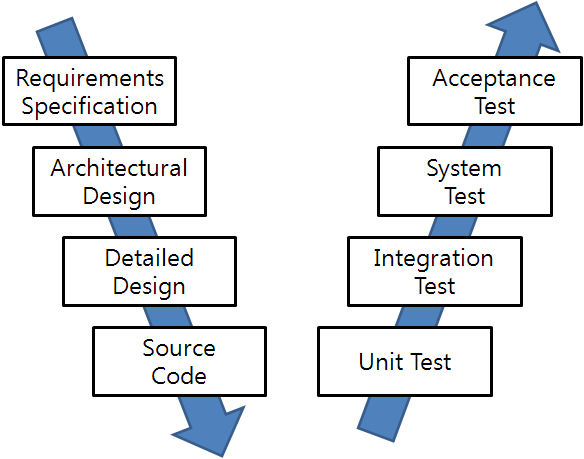 Requirements
Specification
Architectural
Design
Detailed
Design
Source
Code
Acceptance
Test
System
Test
Integration
Test
Unit Test